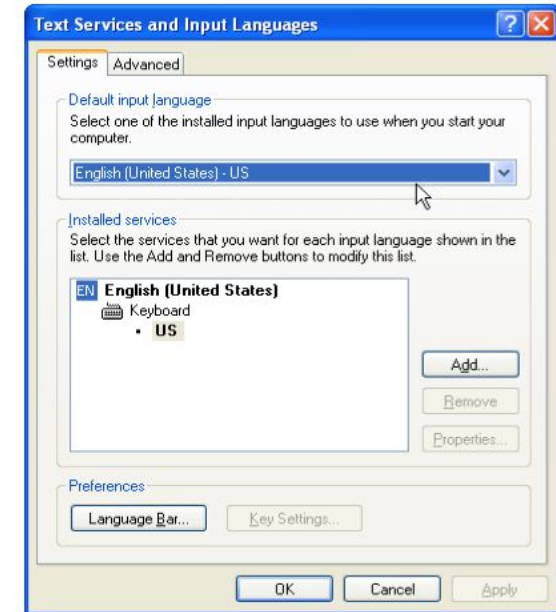 Text Services and Input Languages
Settings
Advanced
Default input language
Select one of the installed input languages to use when you start your
computer.
English (United States) - US
Installed services
Select the services that you want for each input language shown in the
list. Use the Add and Remove buttons to modify this list.
EN English (United States)
Keyboard
• US
Add...
Remove
Properties...
Preferences
Language Bar...
Key Settings...
OK
Cancel
Apply